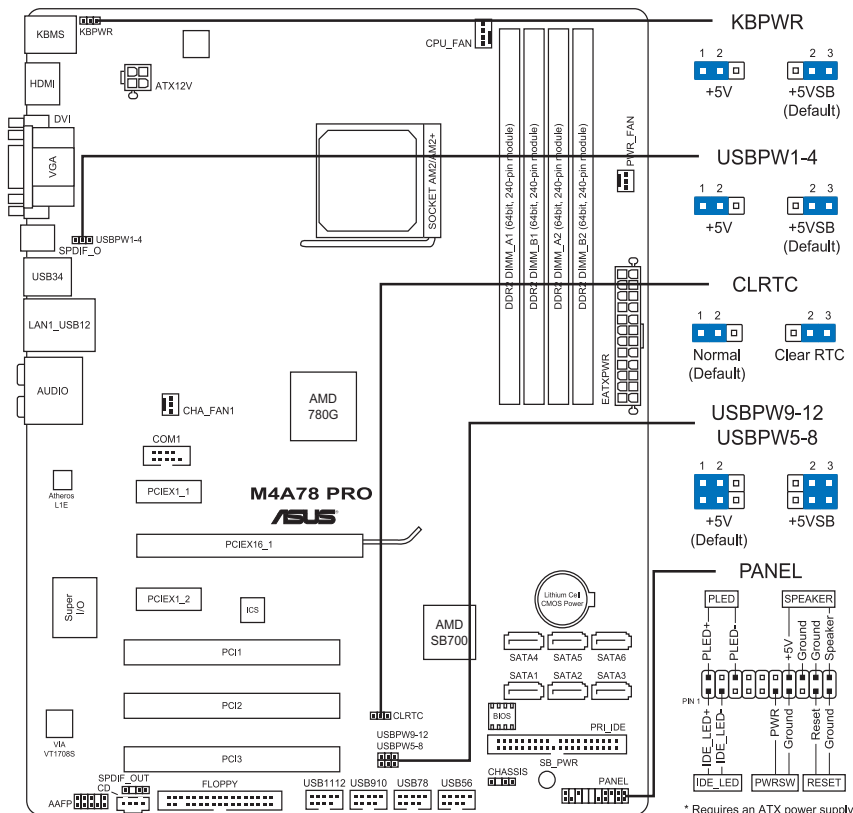 KBMS
KBPWR
HDMI
ATX12V
DVI
VGA
CPU_FAN
SOCKET AM2/AM2+
DDR2 DIMM_A1 (64bit, 240-pin module)
DDR2 DIMM_B1 (64bit, 240-pin module)
DDR2 DIMM_A2 (64bit, 240-pin module)
DDR2 DIMM_B2 (64bit, 240-pin module)
PWR_FAN
USBPW1-4
SPDIF_O
USB34
LAN1_USB12
AUDIO
CHA_FAN1
AMD
780G
EATXPWR
COM1
Atheros
L1E
PCIEX1_1
M4A78 PRO
ASUS
PCIEX16_1
Super
I/O
PCIEX1_2
ICS
AMD
SB700
Lithium Cell
CMOS Power
SATA4
SATA5
SATA6
SATA1
SATA2
SATA3
PCI1
PCI2
PCI3
CLRTC
BIOS
PRI_IDE
USBPW9-12
USBPW5-8
VIA
VT1708S
SPDIF_OUT
CD
AAFP
FLOPPY
USB1112
USB910
USB78
USB56
CHASSIS
SB_PWR
PANEL
KBPWR
1 2
2 3
+5V
+5VSB
(Default)
USBPW1-4
1 2
2 3
+5V
+5VSB
(Default)
CLRTC
1 2
2 3
Normal
(Default)
Clear RTC
USBPW9-12
USBPW5-8
1 2
2 3
+5V
(Default)
+5VSB
PANEL
PLED
SPEAKER
PLED+
PLED-
+5V
Ground
Ground
Speaker
PIN 1
IDE_LED+
IDE_LED-
PWR
Ground
Reset
Ground
IDE_LED
PWRSW
RESET
* Requires an ATX power supply